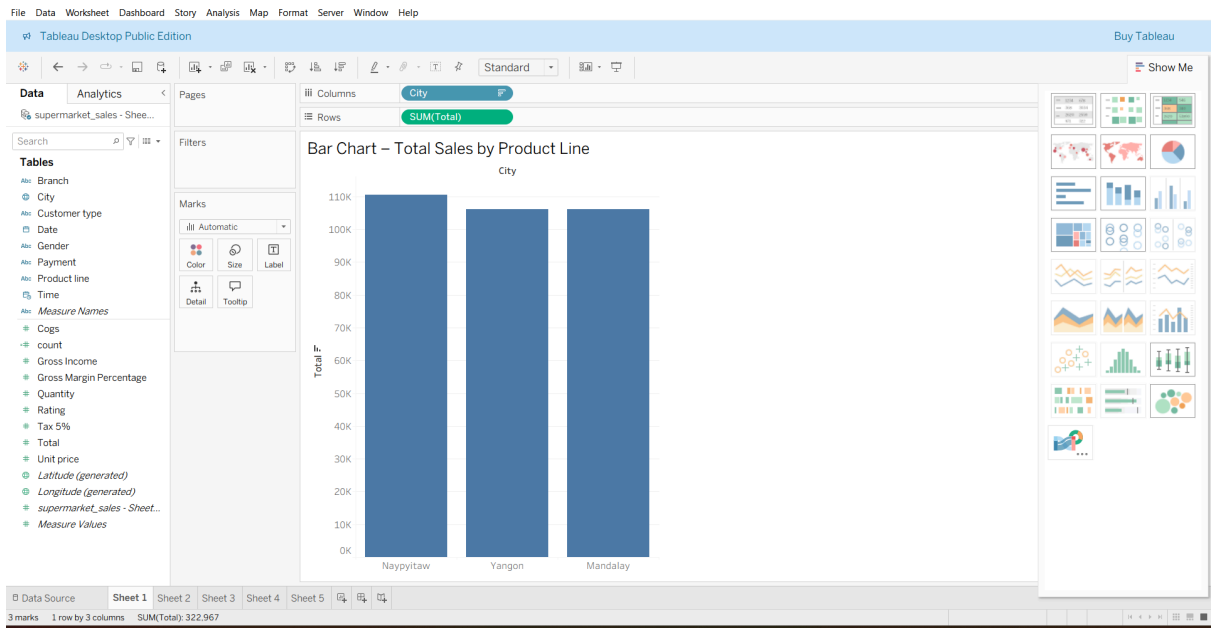 File Data Worksheet Dashboard Story Analysis Map Format Server Window Help
Tableau Desktop Public Edition Buy Tableau
Standard Show Me
Data Analytics
supermarket_sales - Shee...
Search
Tables
Abc Branch
City
Abc Customer type
Date
Abc Gender
Abc Payment
Abc Product line
Time
Abc Measure Names
# Cogs
# count
# Gross Income
# Gross Margin Percentage
# Quantity
# Rating
# Tax 5%
# Total
# Unit price
Latitude (generated)
Longitude (generated)
# supermarket_sales - Sheet...
# Measure Values
Pages
Filters
Marks
Automatic
Color Size Label
Detail Tooltip
Columns City
Rows SUM(Total)
Bar Chart – Total Sales by Product Line
City
110K
100K
90K
80K
70K
60K
50K
40K
30K
20K
10K
0K
Total
Naypyitaw Yangon Mandalay
Data Source Sheet 1 Sheet 2 Sheet 3 Sheet 4 Sheet 5
3 marks 1 row by 3 columns SUM(Total): 322,967